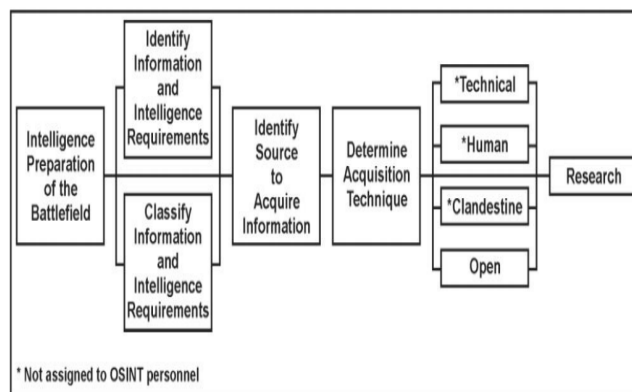 Intelligence
Preparation
of the
Battlefield
Identify
Information
and
Intelligence
Requirements
Classify
Information
and
Intelligence
Requirements
Identify
Source
to
Acquire
Information
Determine
Acquisition
Technique
*Technical
*Human
*Clandestine
Open
Research
* Not assigned to OSINT personnel